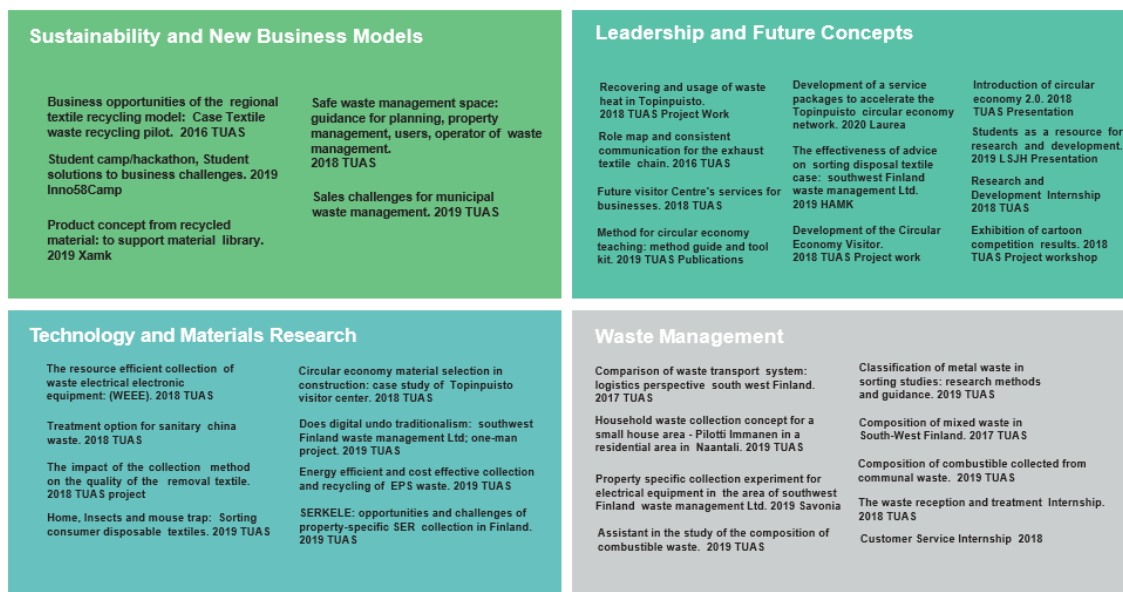 Sustainability and New Business Models
Business opportunities of the regional
textile recycling model: Case Textile
waste recycling pilot. 2016 TUAS
Student camp/hackathon, Student
solutions to business challenges. 2019
Inno58Camp
Product concept from recycled
material: to support material library.
2019 Xamk
Safe waste management space:
guidance for planning, property
management, users, operator of waste
management.
2018 TUAS
Sales challenges for municipal
waste management. 2019 TUAS
Leadership and Future Concepts
Recovering and usage of waste
heat in Topinpuisto.
2018 TUAS Project Work
Role map and consistent
communication for the exhaust
textile chain. 2016 TUAS
Future visitor Centre's services for
businesses. 2018 TUAS
Method for circular economy
teaching: method guide and tool
kit. 2019 TUAS Publications
Development of a service
packages to accelerate the
Topinpuisto circular economy
network. 2020 Laurea
The effectiveness of advice
on sorting disposal textile
case: southwest Finland
waste management Ltd.
2019 HAMK
Development of the Circular
Economy Visitor.
2018 TUAS Project work
Introduction of circular
economy 2.0. 2018
TUAS Presentation
Students as a resource for
research and development.
2019 LSJH Presentation
Research and
Development Internship
2018 TUAS
Exhibition of cartoon
competition results. 2018
TUAS Project workshop
Technology and Materials Research
The resource efficient collection of
waste electrical electronic
equipment: (WEEE). 2018 TUAS
Treatment option for sanitary china
waste. 2018 TUAS
The impact of the collection method
on the quality of the removal textile.
2018 TUAS project
Home, Insects and mouse trap: Sorting
consumer disposable textiles. 2019 TUAS
Circular economy material selection in
construction: case study of Topinpuisto
visitor center. 2018 TUAS
Does digital undo traditionalism: southwest
Finland waste management Ltd; one-man
project. 2019 TUAS
Energy efficient and cost effective collection
and recycling of EPS waste. 2019 TUAS
SERKELE: opportunities and challenges of
property-specific SER collection in Finland.
2019 TUAS
Waste Management
Comparison of waste transport system:
logistics perspective south west Finland.
2017 TUAS
Household waste collection concept for a
small house area - Pilotti Immanen in a
residential area in Naantali. 2019 TUAS
Property specific collection experiment for
electrical equipment in the area of southwest
Finland waste management Ltd. 2019 Savonia
Assistant in the study of the composition of
combustible waste. 2019 TUAS
Classification of metal waste in
sorting studies: research methods
and guidance. 2019 TUAS
Composition of mixed waste in
South-West Finland. 2017 TUAS
Composition of combustible collected from
communal waste. 2019 TUAS
The waste reception and treatment Internship.
2018 TUAS
Customer Service Internship 2018